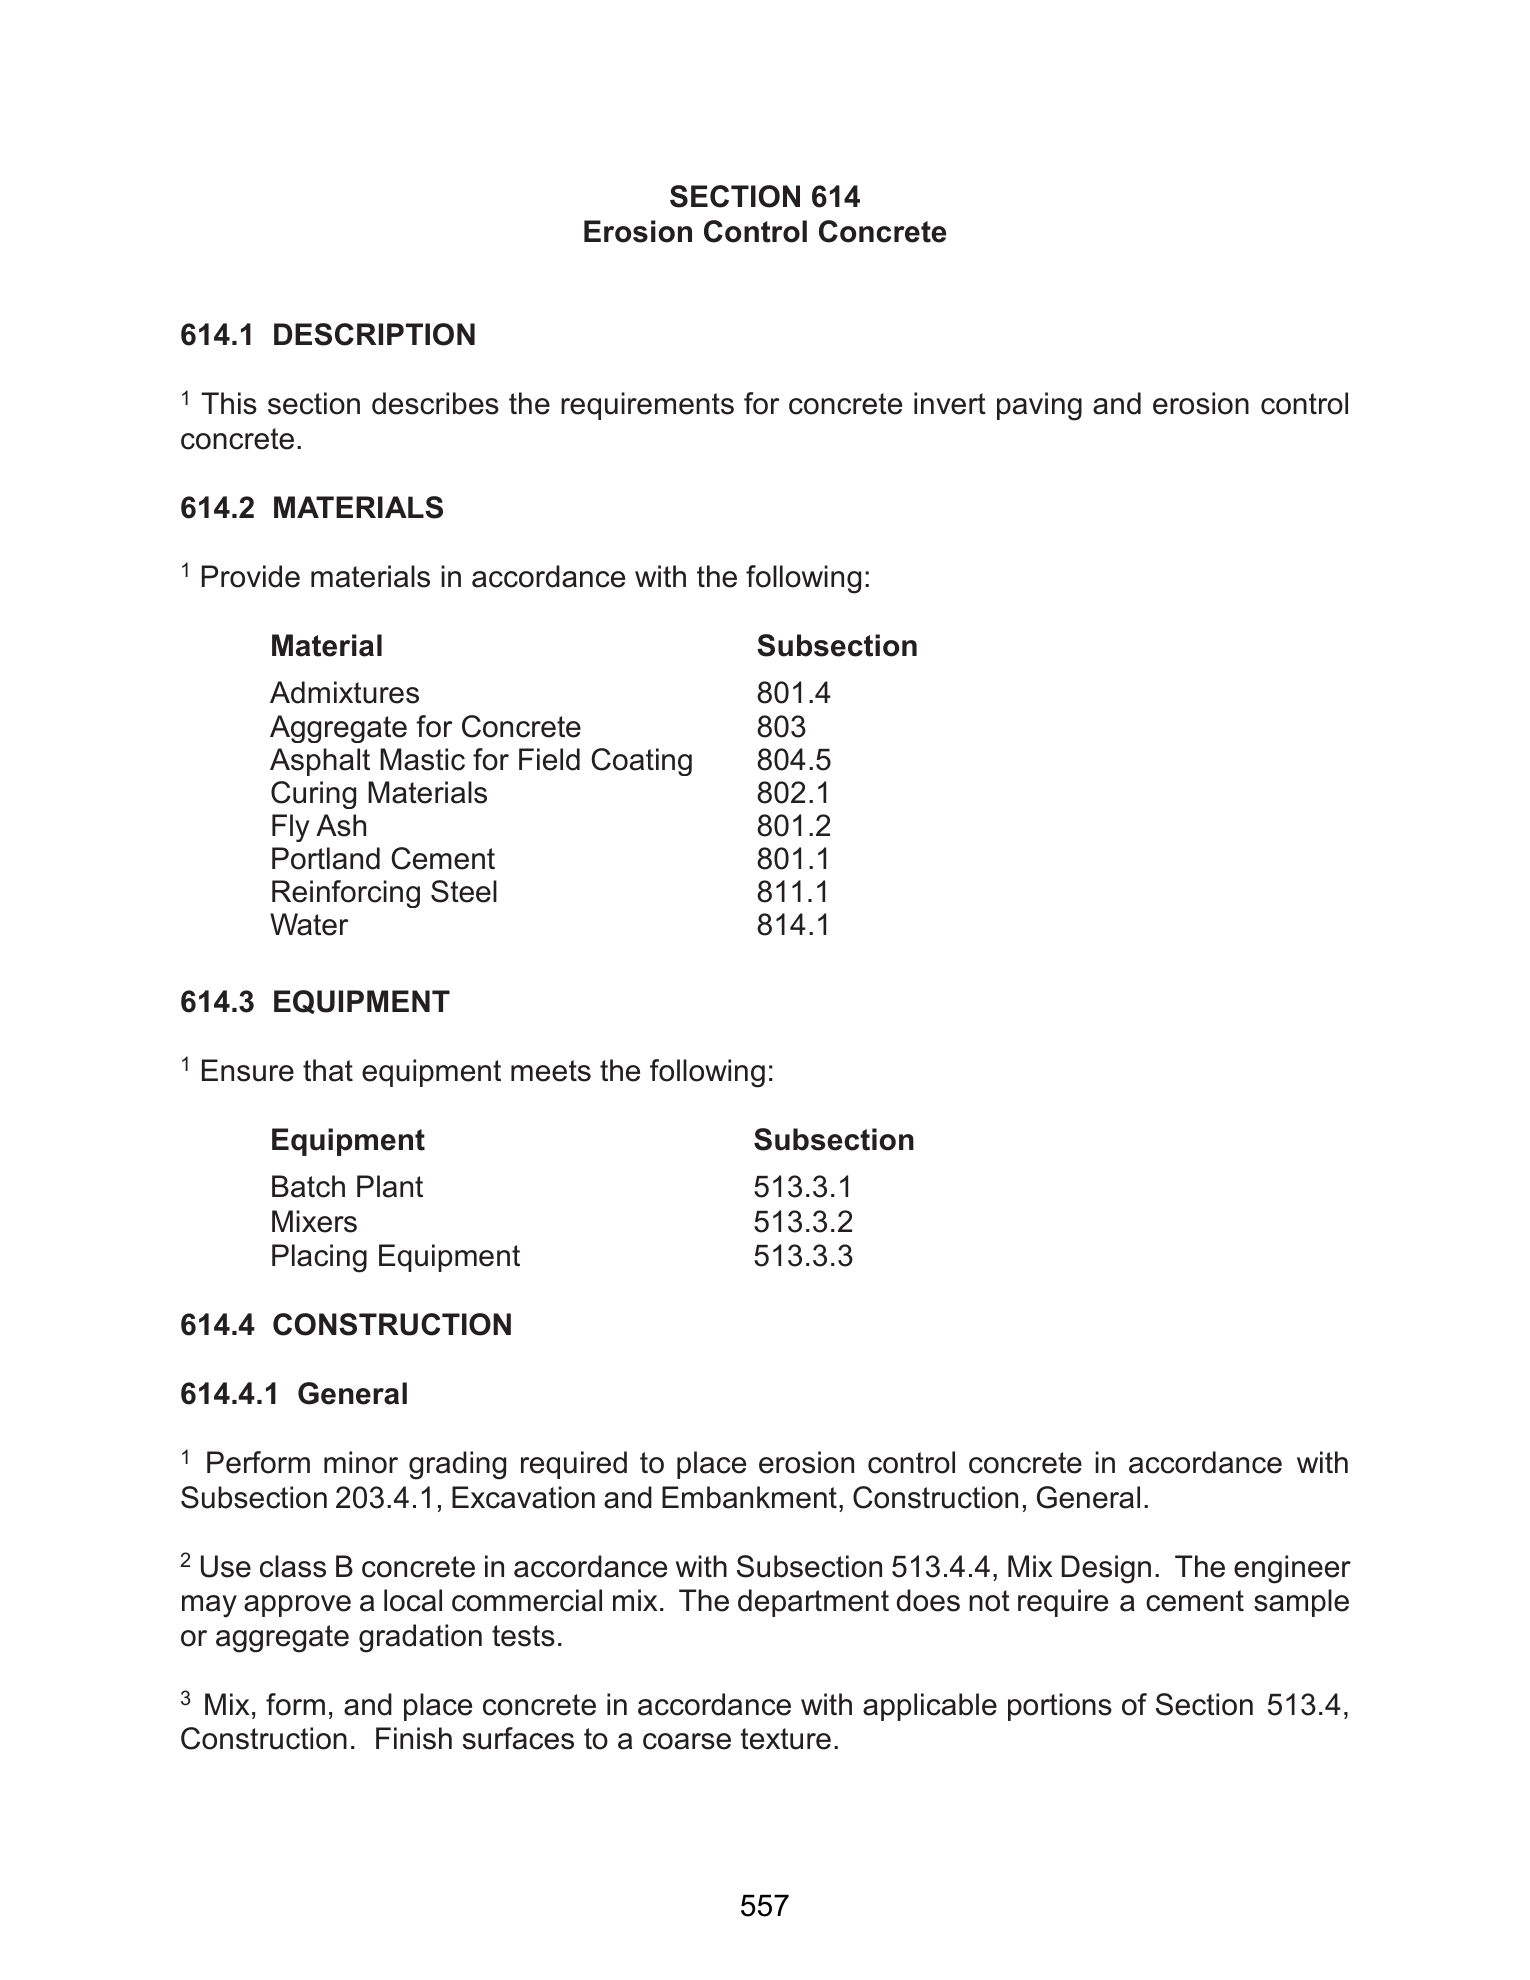 SECTION 614
Erosion Control Concrete
614.1 DESCRIPTION
1 This section describes the requirements for concrete invert paving and erosion control
concrete.
614.2 MATERIALS
1 Provide materials in accordance with the following:
Material Subsection
Admixtures 801.4
Aggregate for Concrete 803
Asphalt Mastic for Field Coating 804.5
Curing Materials 802.1
Fly Ash 801.2
Portland Cement 801.1
Reinforcing Steel 811.1
Water 814.1
614.3 EQUIPMENT
1 Ensure that equipment meets the following:
Equipment Subsection
Batch Plant 513.3.1
Mixers 513.3.2
Placing Equipment 513.3.3
614.4 CONSTRUCTION
614.4.1 General
1 Perform minor grading required to place erosion control concrete in accordance with
Subsection 203.4.1, Excavation and Embankment, Construction, General.
2 Use class B concrete in accordance with Subsection 513.4.4, Mix Design. The engineer
may approve a local commercial mix. The department does not require a cement sample
or aggregate gradation tests.
3 Mix, form, and place concrete in accordance with applicable portions of Section 513.4,
Construction. Finish surfaces to a coarse texture.
557